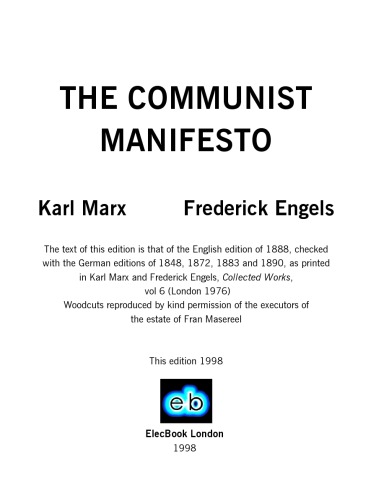 THE COMMUNIST
MANIFESTO
Karl Marx Frederick Engels
The text of this edition is that of the English edition of 1888, checked
with the German editions of 1848, 1872, 1883 and 1890, as printed
in Karl Marx and Frederick Engels, Collected Works,
vol 6 (London 1976)
Woodcuts reproduced by kind permission of the executors of
the estate of Fran Masereel
This edition 1998
eb
ElecBook London
1998